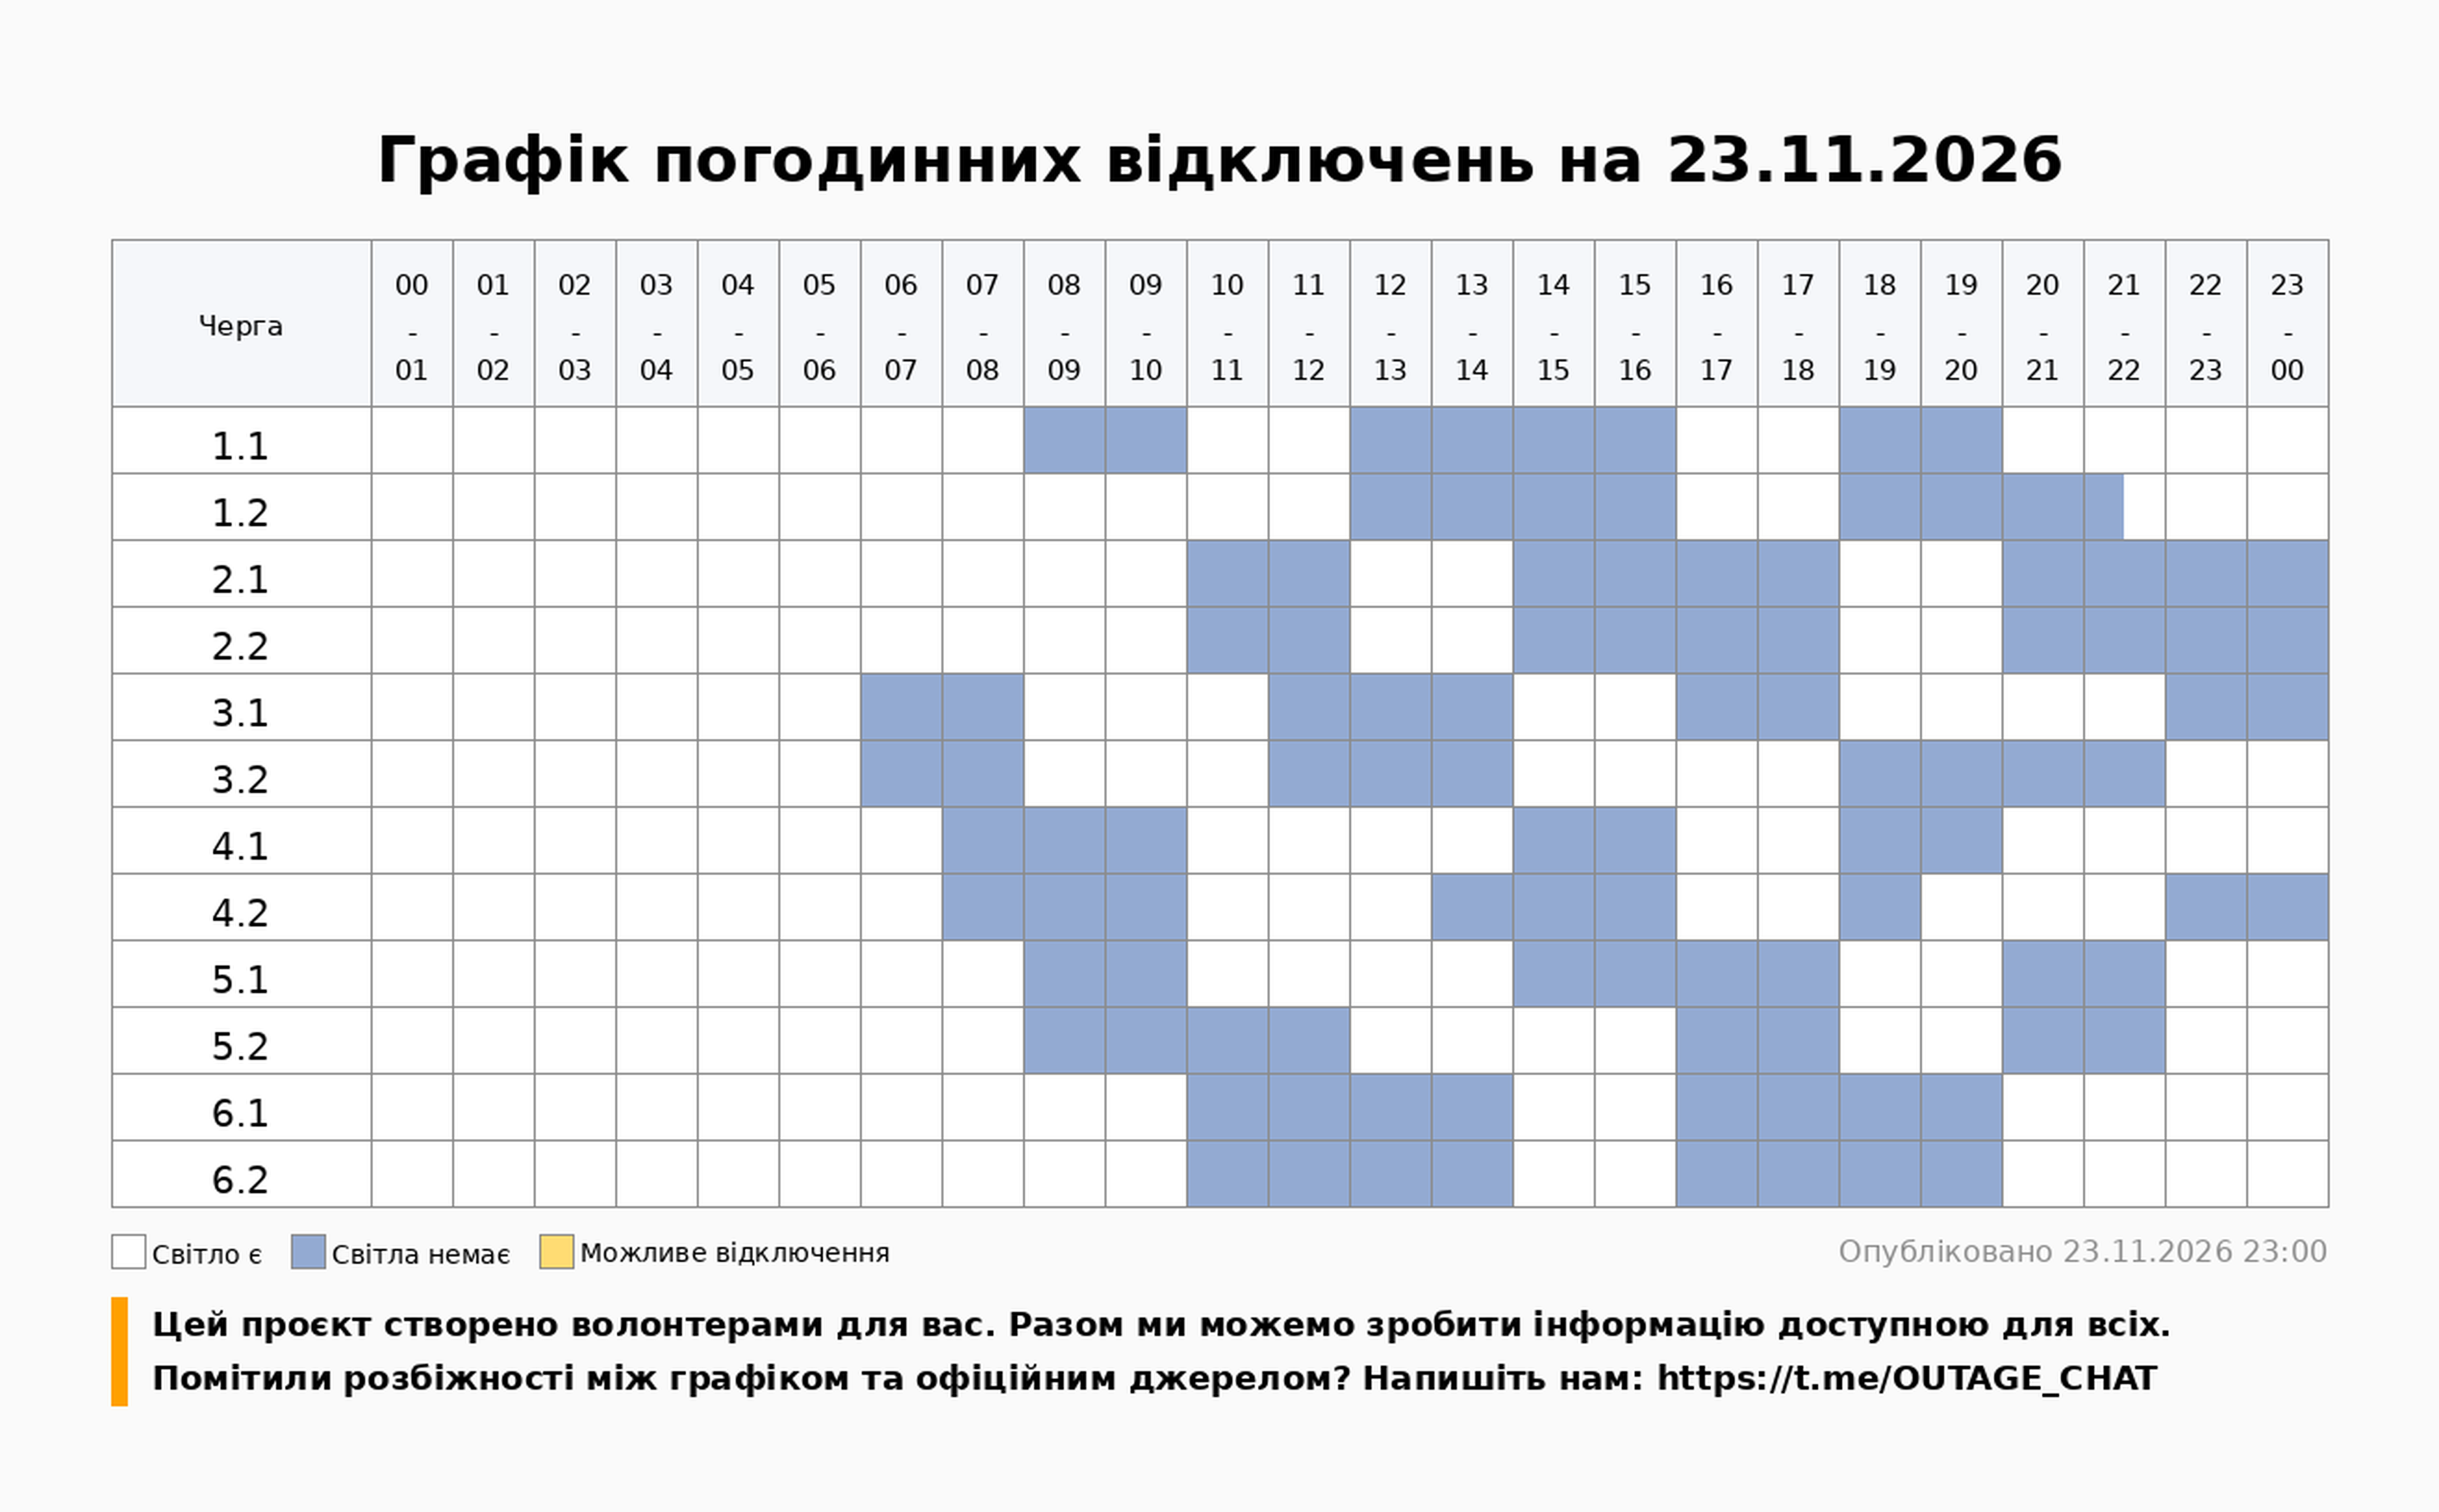 Графік погодинних відключень на 23.11.2026
Черга
00 - 01
01 - 02
02 - 03
03 - 04
04 - 05
05 - 06
06 - 07
07 - 08
08 - 09
09 - 10
10 - 11
11 - 12
12 - 13
13 - 14
14 - 15
15 - 16
16 - 17
17 - 18
18 - 19
19 - 20
20 - 21
21 - 22
22 - 23
23 - 00
1.1
1.2
2.1
2.2
3.1
3.2
4.1
4.2
5.1
5.2
6.1
6.2
Світло є
Світла немає
Можливе відключення
Опубліковано 23.11.2026 23:00
Цей проєкт створено волонтерами для вас. Разом ми можемо зробити інформацію доступною для всіх.
Помітили розбіжності між графіком та офіційним джерелом? Напишіть нам: https://t.me/OUTAGE_CHAT